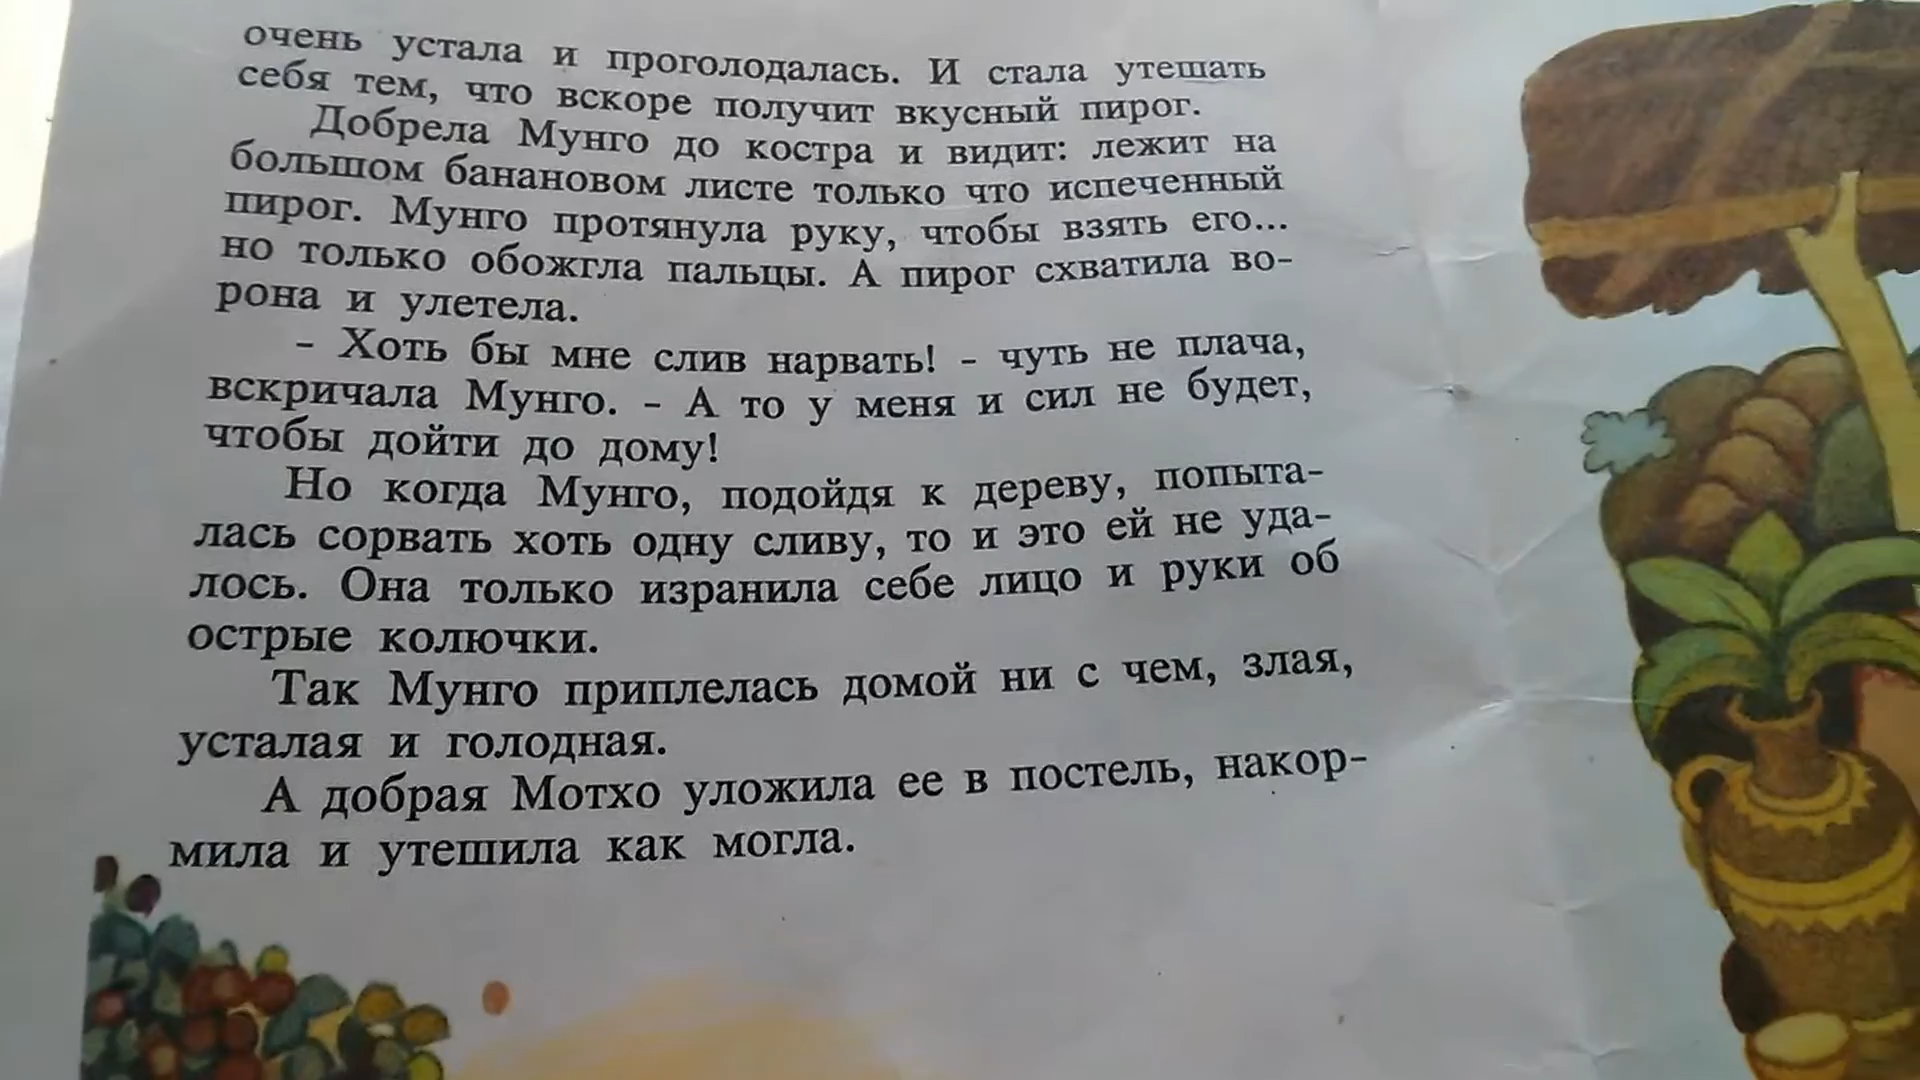 очень устала и проголодалась. И стала утешать
себя тем, что вскоре получит вкусный пирог.
Добрела Мунго до костра и видит: лежит на
большом банановом листе только что испеченный
пирог. Мунго протянула руку, чтобы взять его...
но только обожгла пальцы. А пирог схватила во-
рона и улетела.
- Хоть бы мне слив нарвать! - чуть не плача,
вскричала Мунго. - А то у меня и сил не будет,
чтобы дойти до дому!
Но когда Мунго, подойдя к дереву, попыта-
лась сорвать хоть одну сливу, то и это ей не уда-
лось. Она только изранила себе лицо и руки об
острые колючки.
Так Мунго приплелась домой ни с чем, злая,
усталая и голодная.
А добрая Мотхо уложила ее в постель, накор-
мила и утешила как могла.